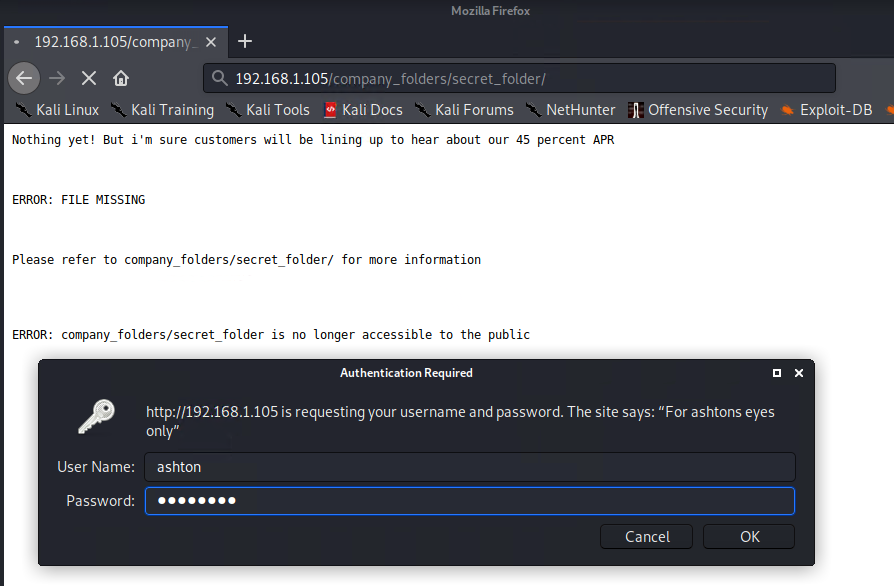 Mozilla Firefox
192.168.1.105/company_
192.168.1.105/company_folders/secret_folder/
Kali Linux Kali Training Kali Tools Kali Docs Kali Forums NetHunter Offensive Security Exploit-DB
Nothing yet! But i'm sure customers will be lining up to hear about our 45 percent APR
ERROR: FILE MISSING
Please refer to company_folders/secret_folder/ for more information
ERROR: company_folders/secret_folder is no longer accessible to the public
Authentication Required
http://192.168.1.105 is requesting your username and password. The site says: “For ashtons eyes
only”
User Name: ashton
Password: ●●●●●●●●
Cancel OK